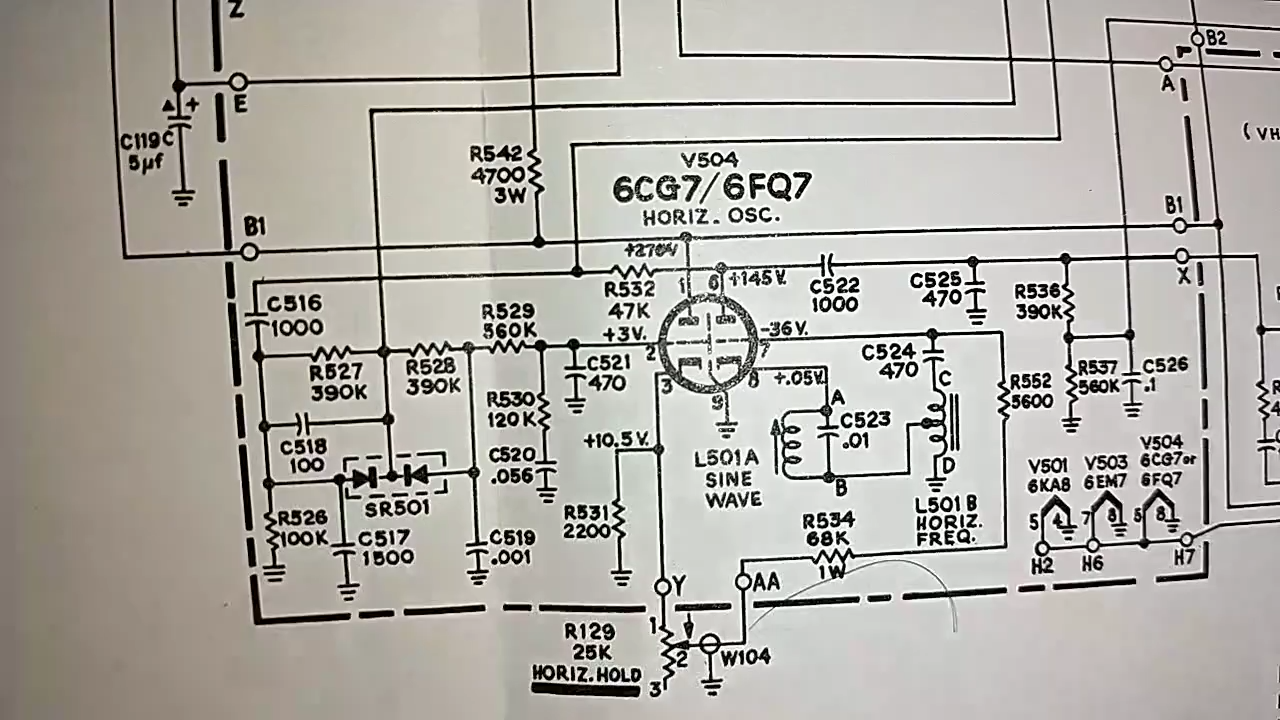 Z
B2
E
A
C119C
5µf
(VH
R542
4700
3W
V504
6CG7/6FQ7
HORIZ. OSC.
B1
B1
+270V
X
1
6
+145 V.
C516
1000
R532
47K
C522
1000
C525
470
R536
390K
R529
560K
+3V.
-36V.
2
7
R527
390K
R528
390K
C521
470
C524
470
R537
560K
C526
.1
3
8
+.05V.
9
A
C
R552
5600
R530
120K
C523
.01
C518
100
+10.5 V.
C520
.056
L501A
SINE
WAVE
B
D
V501
6KA8
V503
6EM7
V504
6CG7or
6FQ7
SR501
R526
100K
C517
1500
C519
.001
R531
2200
L501B
HORIZ.
FREQ.
5
4
7
8
5
8
R534
68K
1W
H2
H6
H7
Y
AA
R129
25K
HORIZ. HOLD
1
2
3
W104